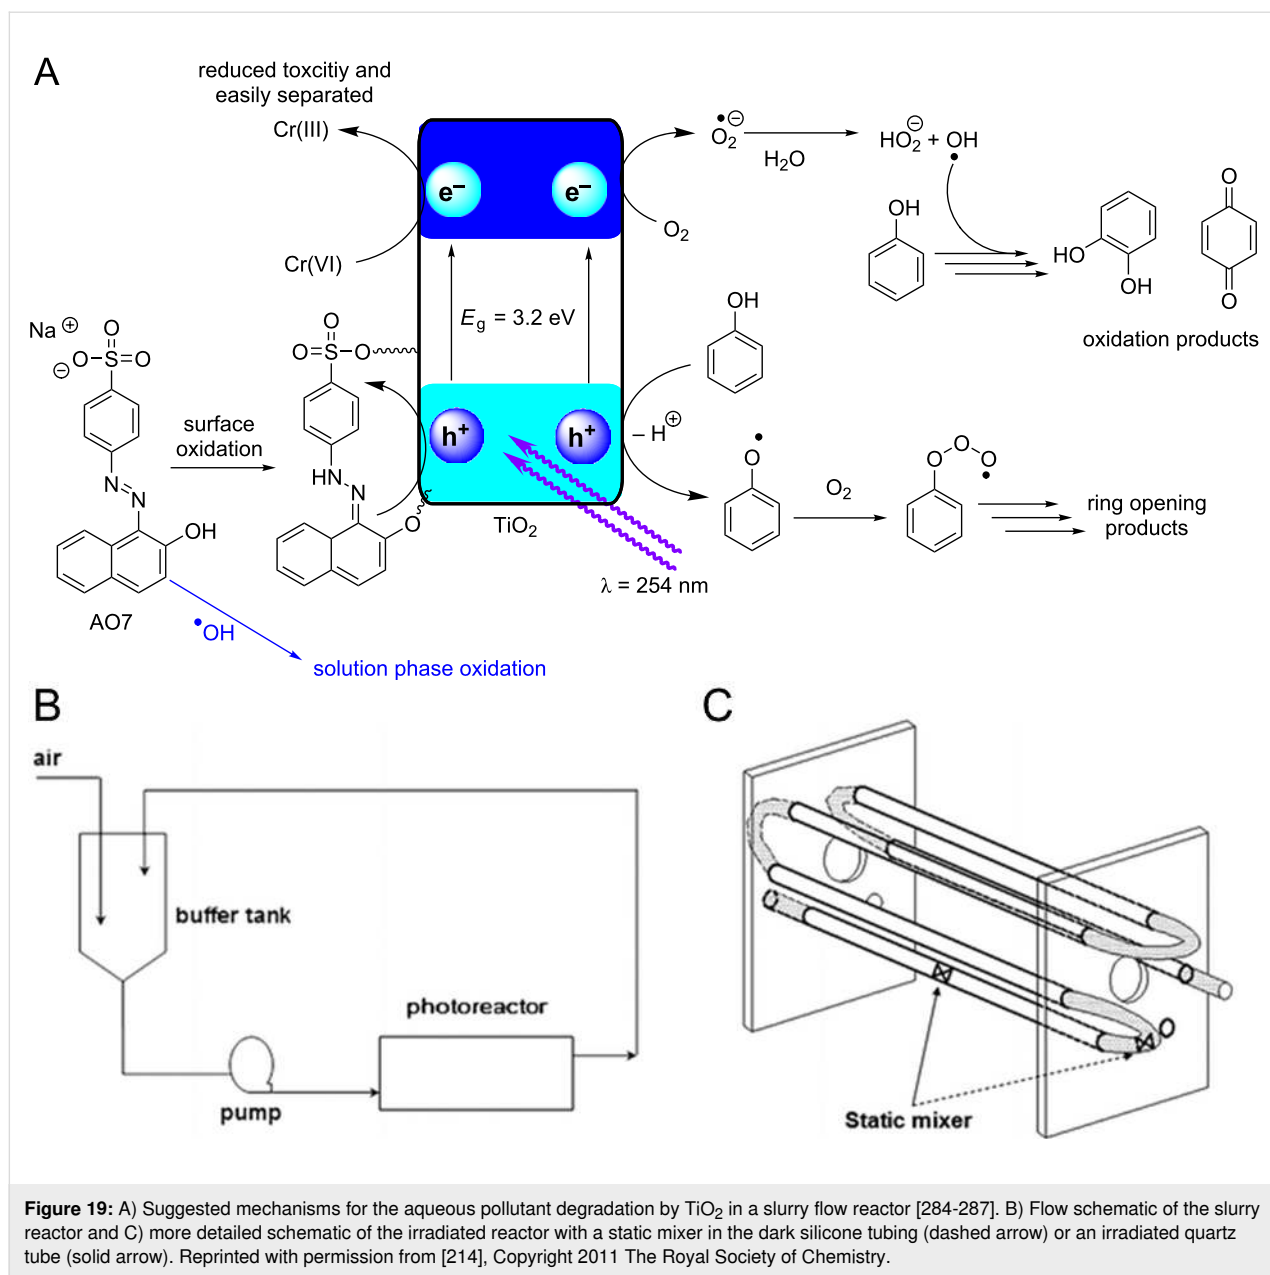 A
reduced toxcitiy and
easily separated
Cr(III)
Cr(VI)
e–
e–
O2•⊖
H2O
HO2⊖ + OH•
O2
OH
HO
OH
O
O
oxidation products
Eg = 3.2 eV
OH
Na⊕
⊖O–S=O
O
O
O=S–O
O
O
surface
oxidation
h+
h+
– H⊕
N=N
OH
HN
N
O
TiO2
λ = 254 nm
O•
O2
O
O
O•
ring opening
products
AO7
•OH
solution phase oxidation
B
air
buffer tank
photoreactor
pump
C
Static mixer
Figure 19: A) Suggested mechanisms for the aqueous pollutant degradation by TiO2 in a slurry flow reactor [284-287]. B) Flow schematic of the slurry
reactor and C) more detailed schematic of the irradiated reactor with a static mixer in the dark silicone tubing (dashed arrow) or an irradiated quartz
tube (solid arrow). Reprinted with permission from [214], Copyright 2011 The Royal Society of Chemistry.